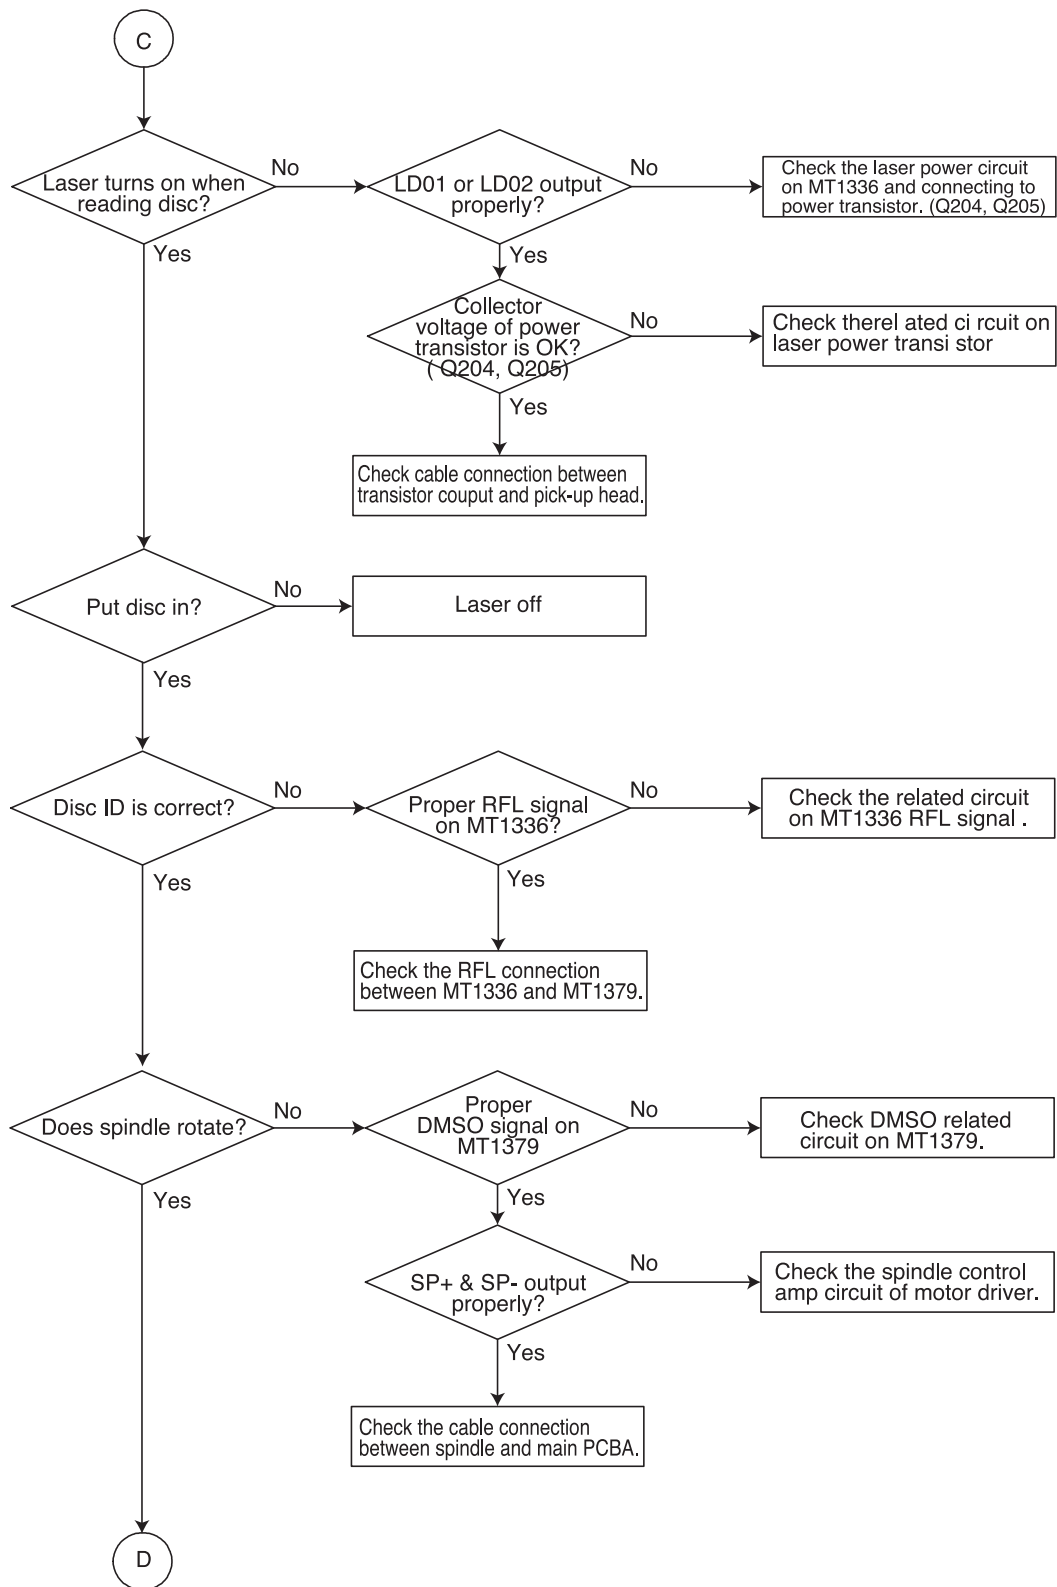 C
Laser turns on when
reading disc?
No
LD01 or LD02 output
properly?
No
Check the laser power circuit
on MT1336 and connecting to
power transistor. (Q204, Q205)
Yes
Yes
Collector
voltage of power
transistor is OK?
( Q204, Q205)
No
Check therel ated ci rcuit on
laser power transi stor
Yes
Check cable connection between
transistor couput and pick-up head.
Put disc in?
No
Laser off
Yes
Disc ID is correct?
No
Proper RFL signal
on MT1336?
No
Check the related circuit
on MT1336 RFL signal .
Yes
Yes
Check the RFL connection
between MT1336 and MT1379.
Does spindle rotate?
No
Proper
DMSO signal on
MT1379
No
Check DMSO related
circuit on MT1379.
Yes
Yes
SP+ & SP- output
properly?
No
Check the spindle control
amp circuit of motor driver.
Yes
Check the cable connection
between spindle and main PCBA.
D